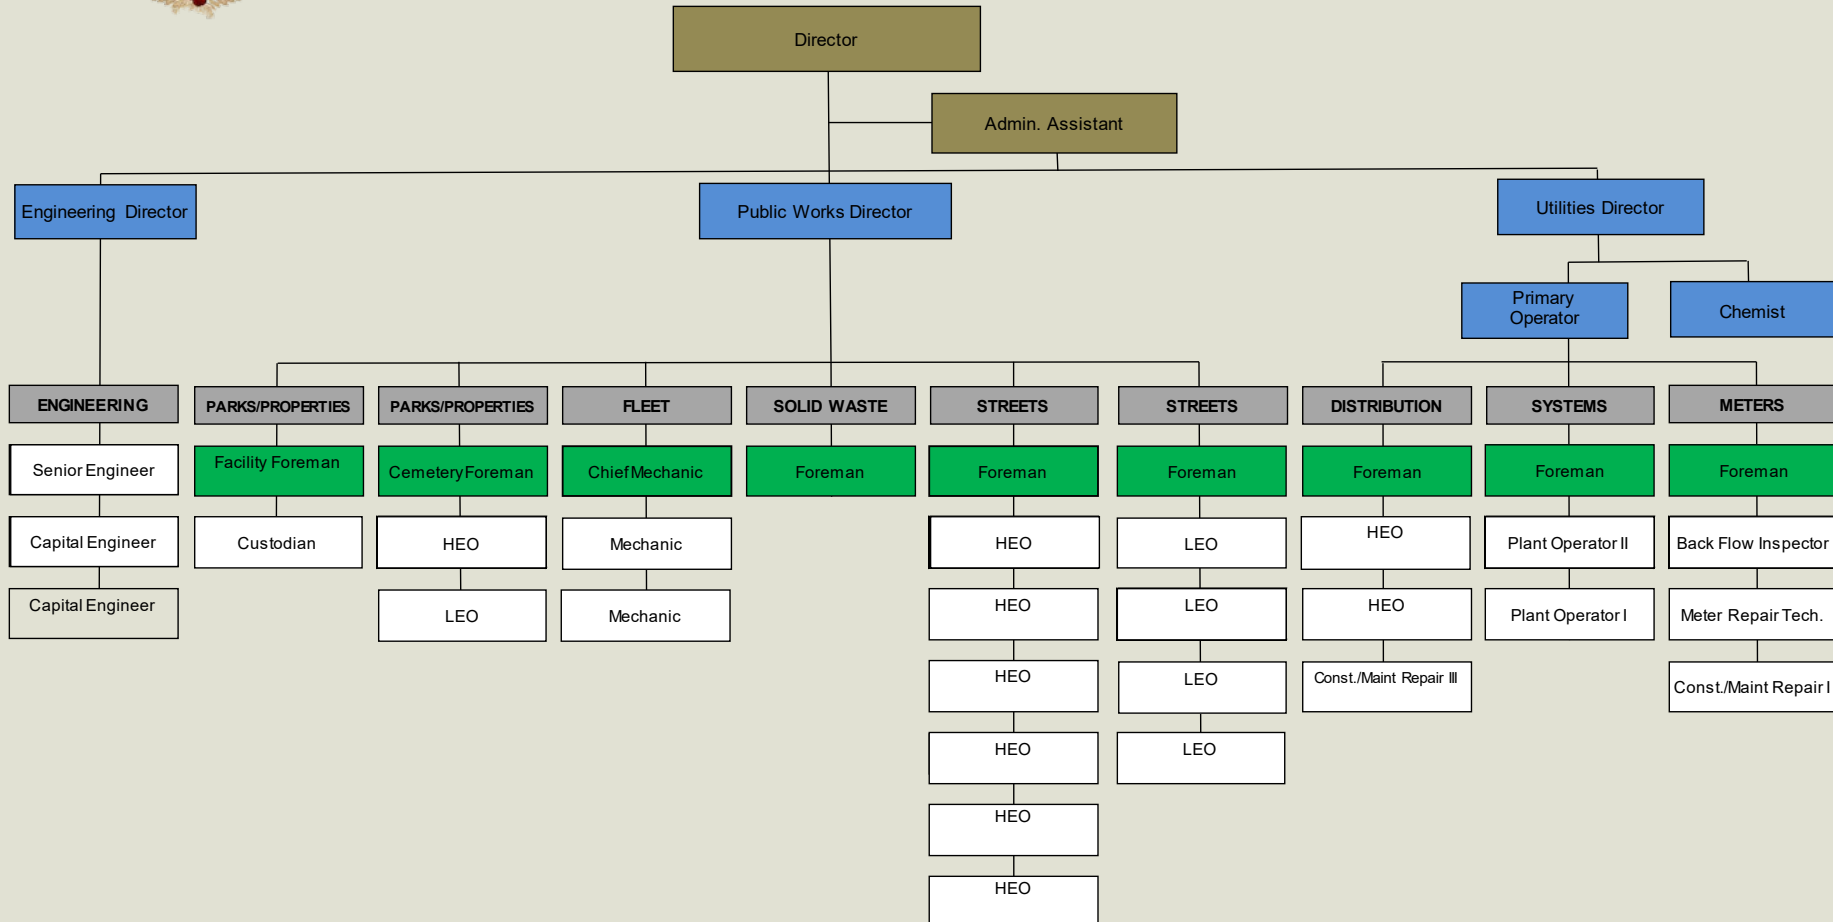 Director
Admin. Assistant
Engineering Director
Public Works Director
Utilities Director
Primary
Operator
Chemist
ENGINEERING
PARKS/PROPERTIES
PARKS/PROPERTIES
FLEET
SOLID WASTE
STREETS
STREETS
DISTRIBUTION
SYSTEMS
METERS
Senior Engineer
Facility Foreman
Cemetery Foreman
Chief Mechanic
Foreman
Foreman
Foreman
Foreman
Foreman
Foreman
Capital Engineer
Custodian
HEO
Mechanic
HEO
LEO
HEO
Plant Operator II
Back Flow Inspector
Capital Engineer
LEO
Mechanic
HEO
LEO
HEO
Plant Operator I
Meter Repair Tech.
HEO
LEO
Const./Maint Repair III
Const./Maint Repair I
HEO
LEO
HEO
HEO